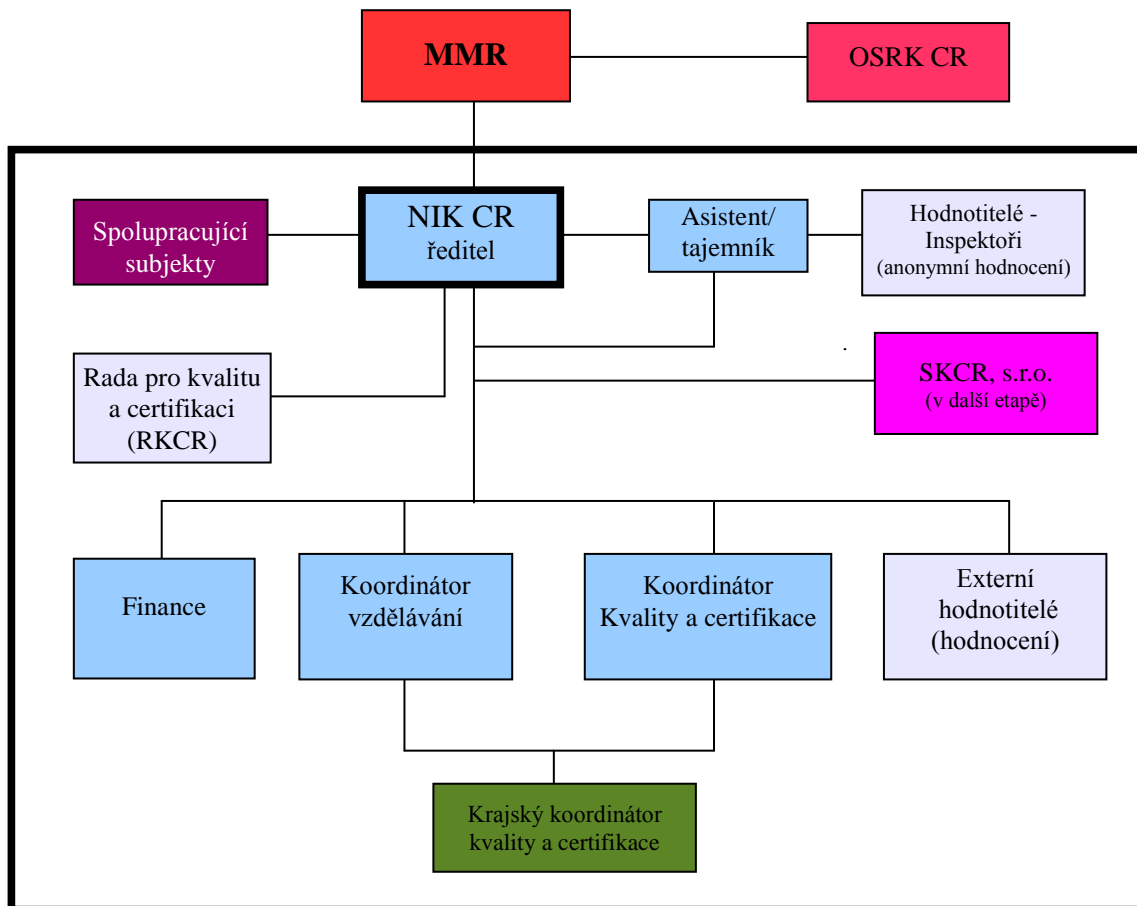 MMR
OSRK CR
Spolupracující
subjekty
NIK CR
ředitel
Asistent/
tajemník
Hodnotitelé -
Inspektoři
(anonymní hodnocení)
Rada pro kvalitu
a certifikaci
(RKCR)
.
SKCR, s.r.o.
(v další etapě)
Finance
Koordinátor
vzdělávání
Koordinátor
Kvality a certifikace
Externí
hodnotitelé
(hodnocení)
Krajský koordinátor
kvality a certifikace